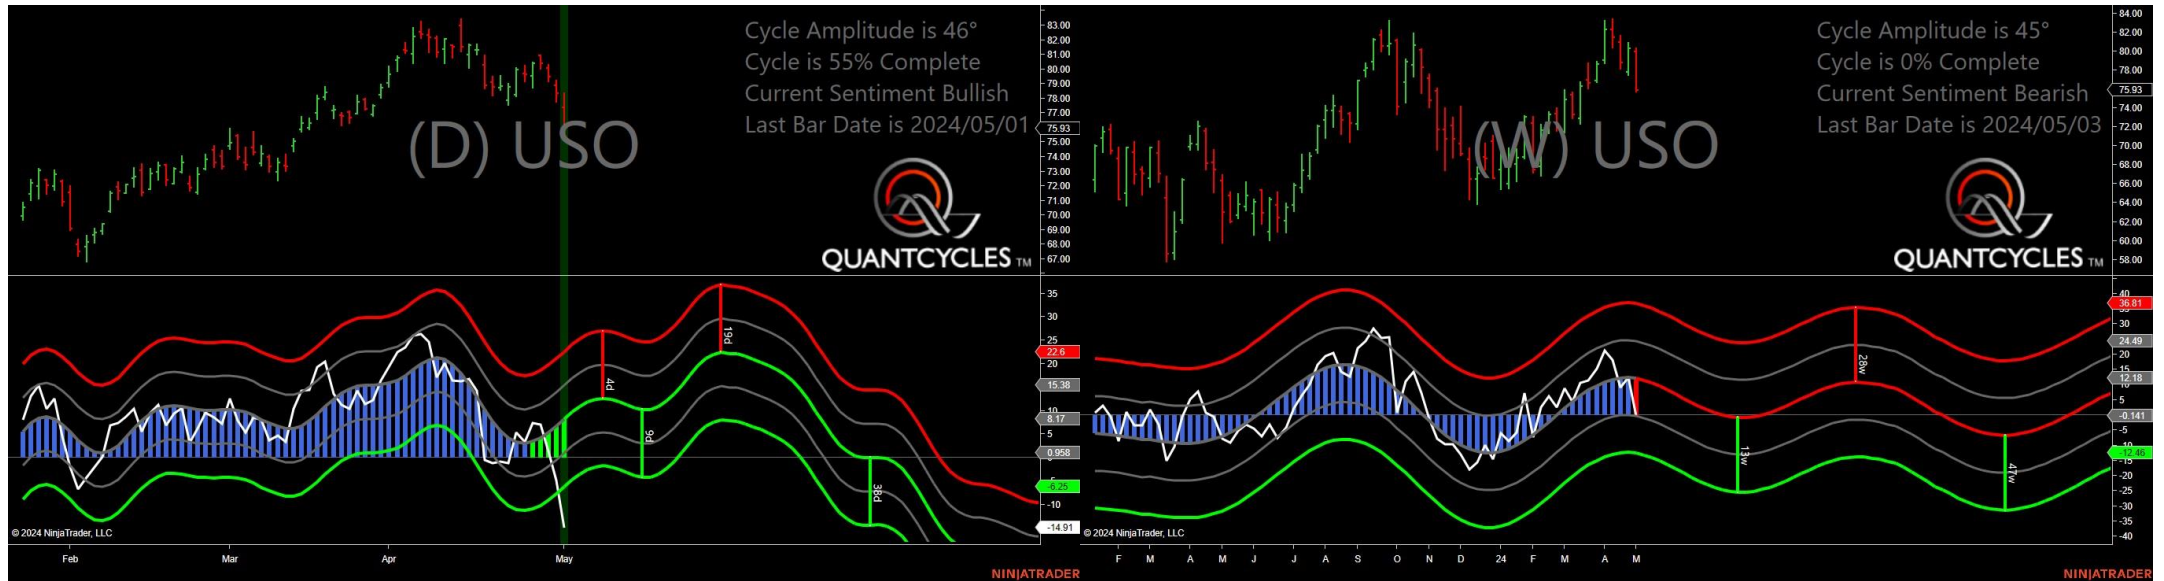 Cycle Amplitude is 46°
Cycle is 55% Complete
Current Sentiment Bullish
Last Bar Date is 2024/05/01
(D) USO
QUANTCYCLES TM
83.00
82.00
81.00
80.00
79.00
78.00
77.00
75.93
75.00
74.00
73.00
72.00
71.00
70.00
69.00
68.00
67.00
35
30
25
22.6
20
15.38
10
8.17
5
0.958
-6.25
-10
-14.91
4d
9d
19d
38d
© 2024 NinjaTrader, LLC
Feb
Mar
Apr
May
NINJATRADER
Cycle Amplitude is 45°
Cycle is 0% Complete
Current Sentiment Bearish
Last Bar Date is 2024/05/03
(W) USO
QUANTCYCLES TM
84.00
82.00
80.00
78.00
75.93
74.00
72.00
70.00
68.00
66.00
64.00
62.00
60.00
58.00
40
36.81
30
24.49
20
15
12.18
5
-0.141
-5
-10
-12.46
-15
-20
-25
-30
-35
-40
13w
28w
47w
© 2024 NinjaTrader, LLC
F
M
A
M
J
J
A
S
O
N
D
24
F
M
A
M
NINJATRADER